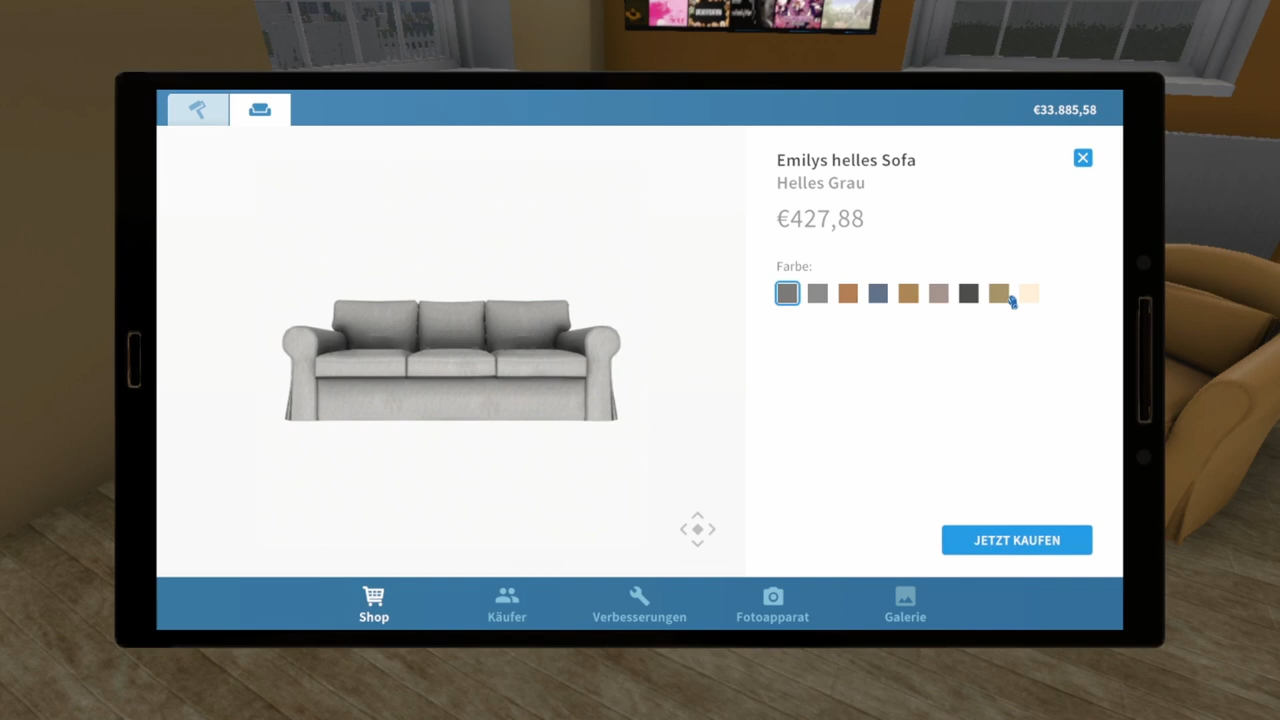 €33.885,58
Emilys helles Sofa
Helles Grau
€427,88
Farbe:
JETZT KAUFEN
Shop
Käufer
Verbesserungen
Fotoapparat
Galerie